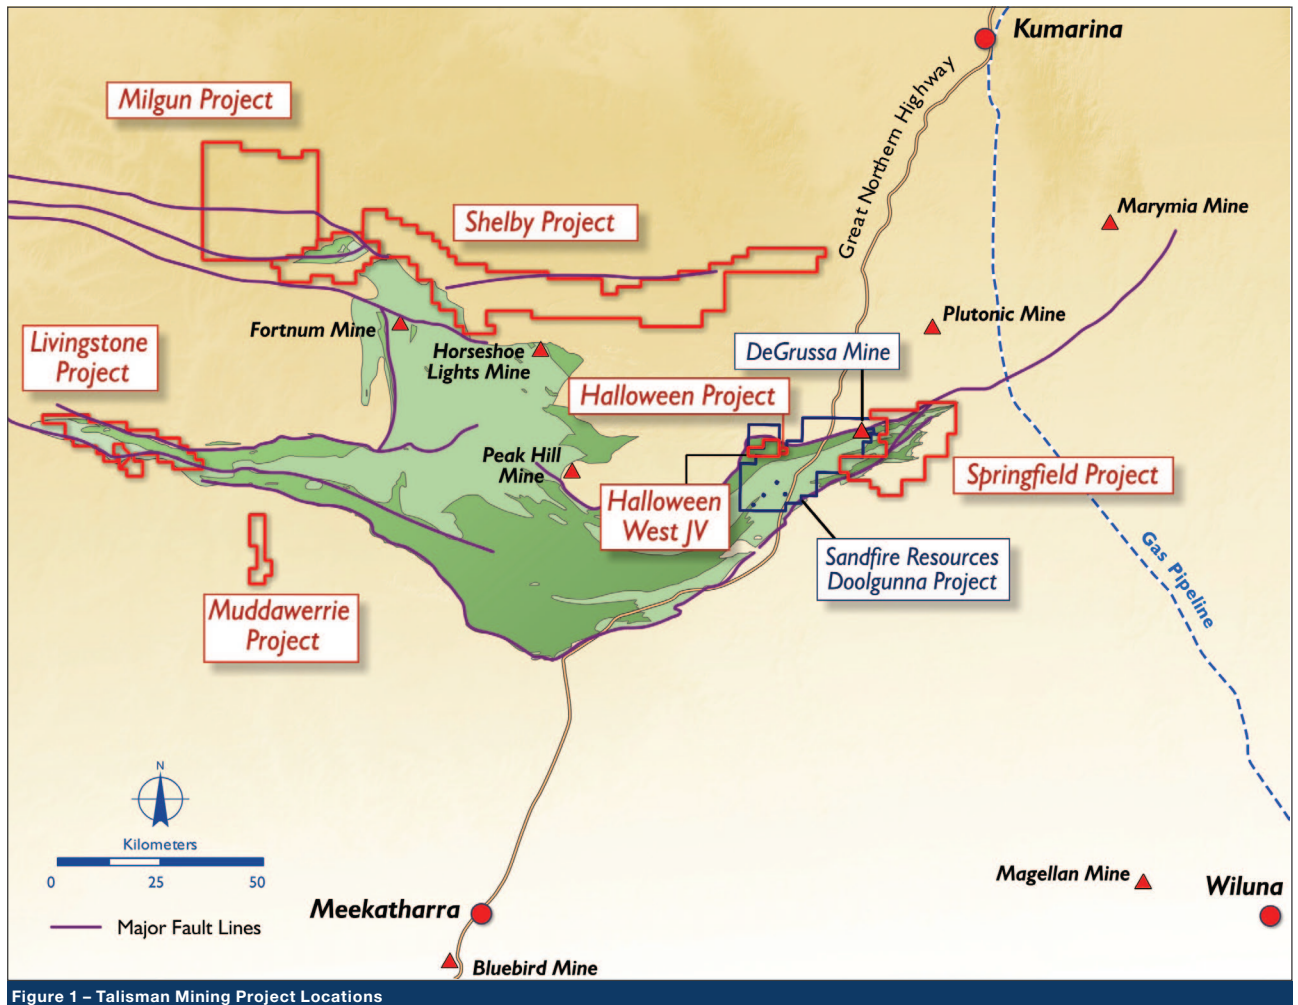 Kumarina
Great Northern Highway
Milgun Project
Marymia Mine
Shelby Project
Plutonic Mine
Fortnum Mine
Livingstone
Project
Horseshoe
Lights Mine
DeGrussa Mine
Halloween Project
Peak Hill
Mine
Springfield Project
Halloween
West JV
Sandfire Resources
Doolgunna Project
Gas Pipeline
Muddawerrie
Project
N
Kilometers
0 25 50
Magellan Mine
Wiluna
Meekatharra
Major Fault Lines
Bluebird Mine
Figure 1 – Talisman Mining Project Locations